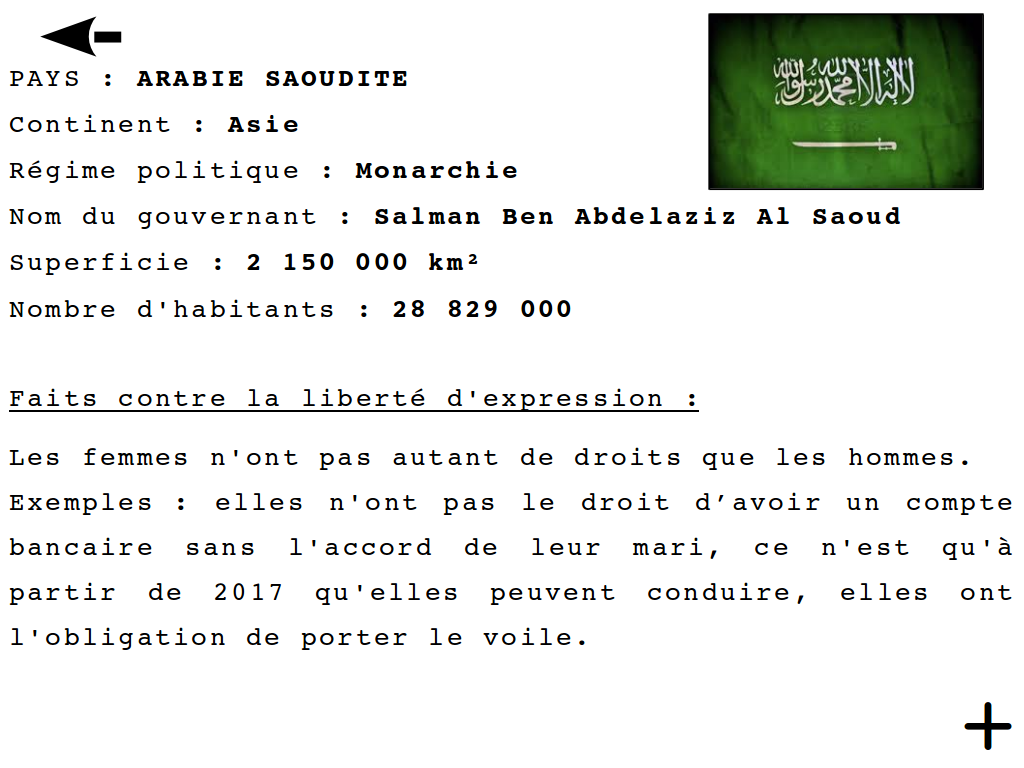 PAYS : ARABIE SAOUDITE
لا إله إلا الله محمد رسول الله
Continent : Asie
Régime politique : Monarchie
Nom du gouvernant : Salman Ben Abdelaziz Al Saoud
Superficie : 2 150 000 km²
Nombre d'habitants : 28 829 000
Faits contre la liberté d'expression :
Les femmes n'ont pas autant de droits que les hommes.
Exemples : elles n'ont pas le droit d’avoir un compte
bancaire sans l'accord de leur mari, ce n'est qu'à
partir de 2017 qu'elles peuvent conduire, elles ont
l'obligation de porter le voile.